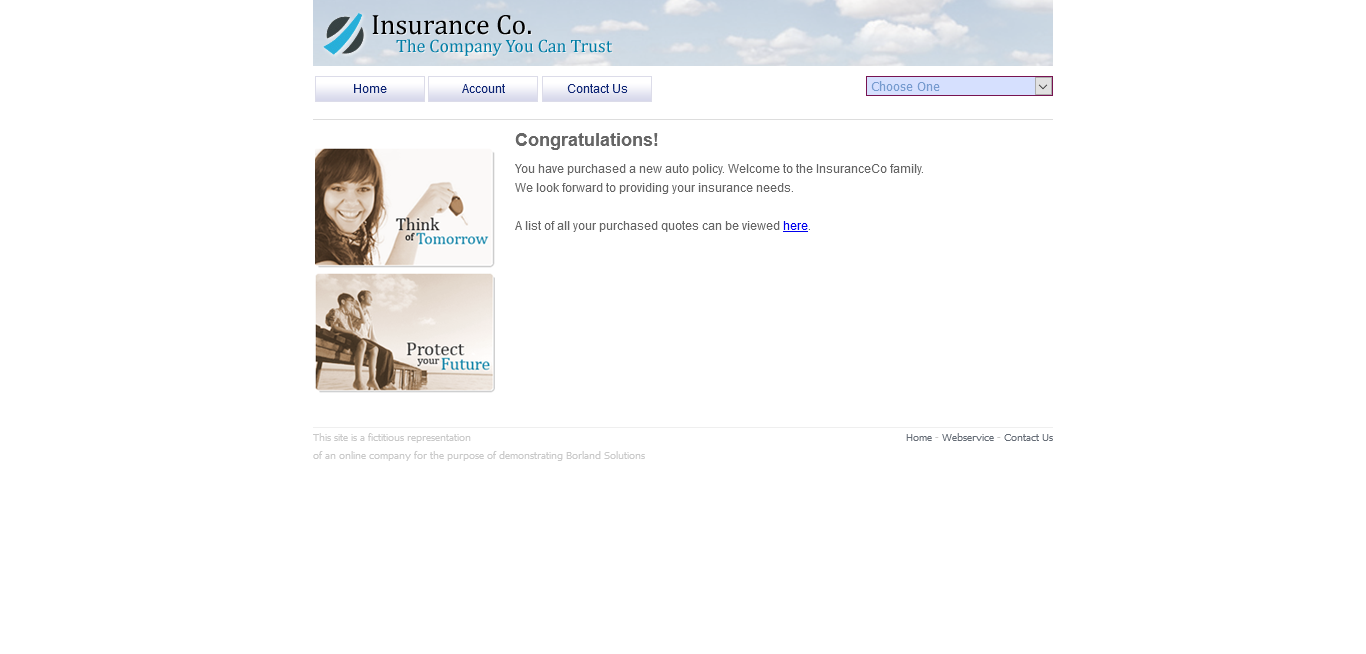 Insurance Co.
The Company You Can Trust
Home
Account
Contact Us
Choose One
Congratulations!
You have purchased a new auto policy. Welcome to the InsuranceCo family.
We look forward to providing your insurance needs.
A list of all your purchased quotes can be viewed here.
Think
of Tomorrow
Protect
your Future
This site is a fictitious representation
of an online company for the purpose of demonstrating Borland Solutions
Home - Webservice - Contact Us